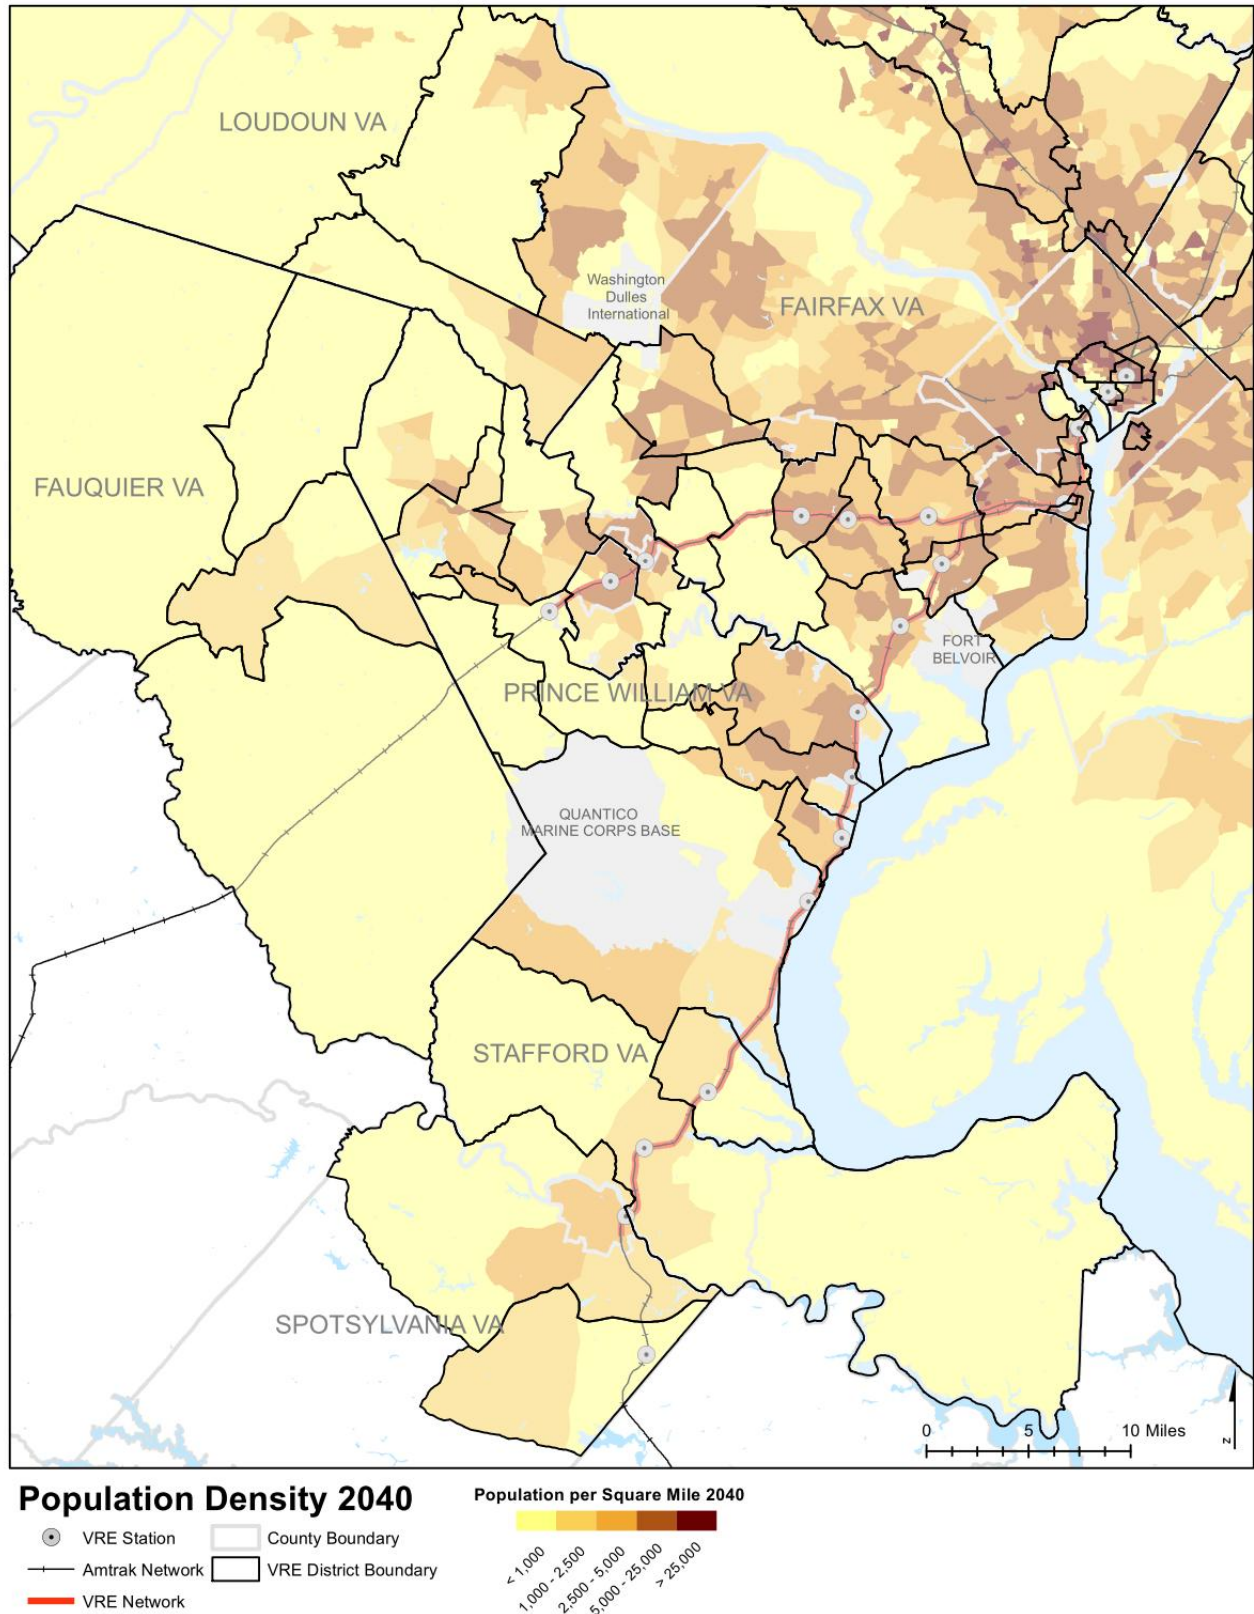 LOUDOUN VA
Washington
Dulles
International
FAIRFAX VA
FAUQUIER VA
FORT
BELVOIR
PRINCE WILLIAM VA
QUANTICO
MARINE CORPS BASE
STAFFORD VA
SPOTSYLVANIA VA
0 5 10 Miles
N
Population Density 2040
VRE Station
County Boundary
Amtrak Network
VRE District Boundary
VRE Network
Population per Square Mile 2040
< 1,000
1,000 - 2,500
2,500 - 5,000
5,000 - 25,000
> 25,000